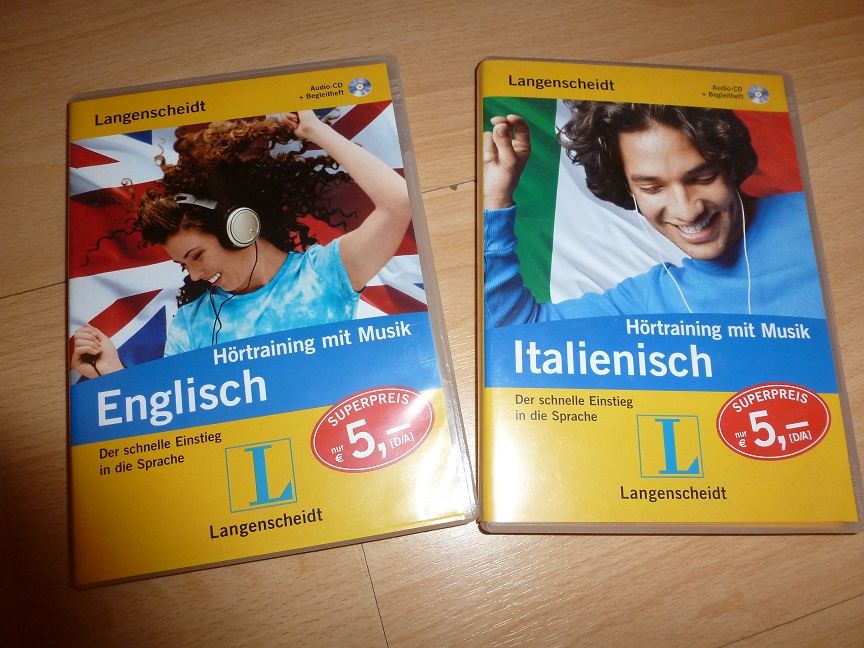 Langenscheidt
Audio-CD
+ Begleitheft
Hörtraining mit Musik
Englisch
Der schnelle Einstieg
in die Sprache
SUPERPREIS
nur € 5,– [D/A]
L
Langenscheidt
Langenscheidt
Audio-CD
+ Begleitheft
Hörtraining mit Musik
Italienisch
Der schnelle Einstieg
in die Sprache
SUPERPREIS
nur € 5,– [D/A]
L
Langenscheidt